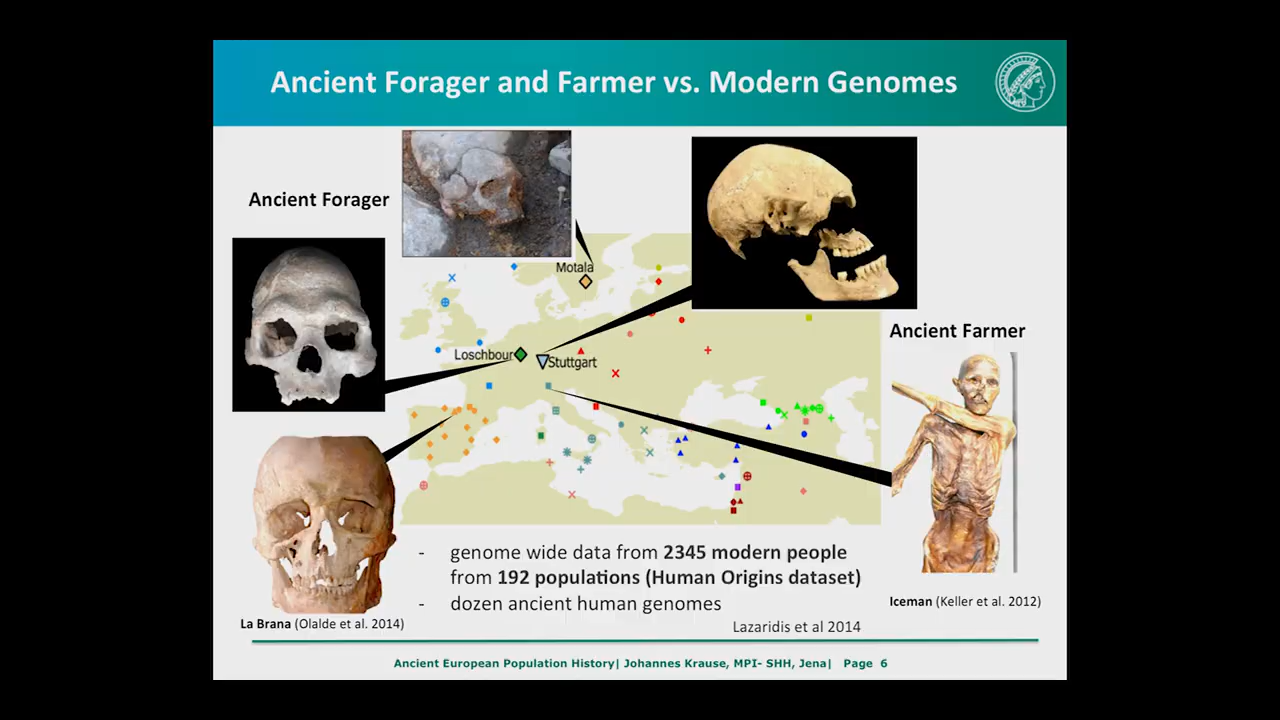 Ancient Forager and Farmer vs. Modern Genomes
Ancient Forager
Motala
Loschbour
Stuttgart
Ancient Farmer
- genome wide data from 2345 modern people
from 192 populations (Human Origins dataset)
- dozen ancient human genomes
Iceman (Keller et al. 2012)
La Brana (Olalde et al. 2014)
Lazaridis et al 2014
Ancient European Population History| Johannes Krause, MPI- SHH, Jena| Page 6